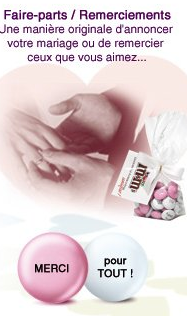 Faire-parts / Remerciements
Une manière originale d'annoncer
votre mariage ou de remercier
ceux que vous aimez...
m&m's
MERCI
pour
TOUT !